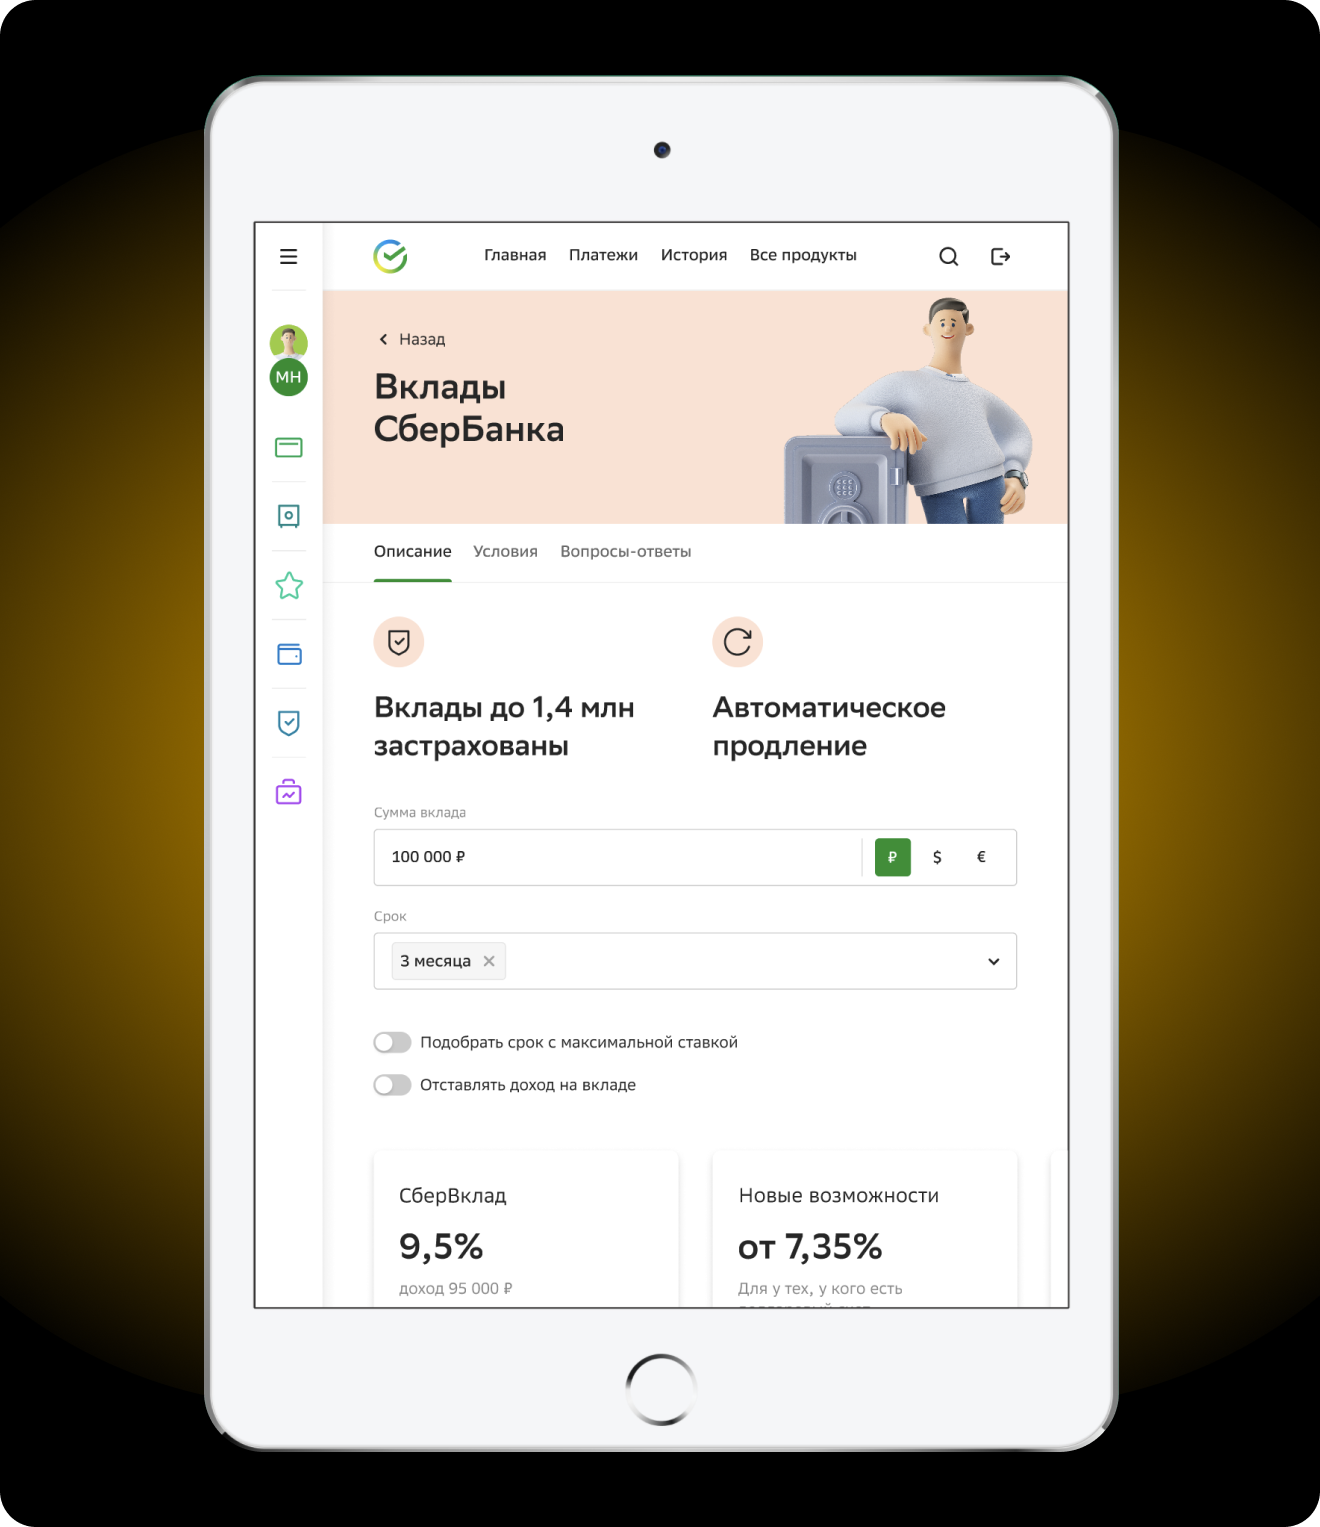 Главная Платежи История Все продукты
Назад
МН
Вклады
СберБанка
Описание Условия Вопросы-ответы
Вклады до 1,4 млн
застрахованы
Автоматическое
продление
Сумма вклада
100 000 ₽ ₽ $ €
Срок
3 месяца
Подобрать срок с максимальной ставкой
Отставлять доход на вкладе
СберВклад
9,5%
доход 95 000 ₽
Новые возможности
от 7,35%
Для у тех, у кого есть